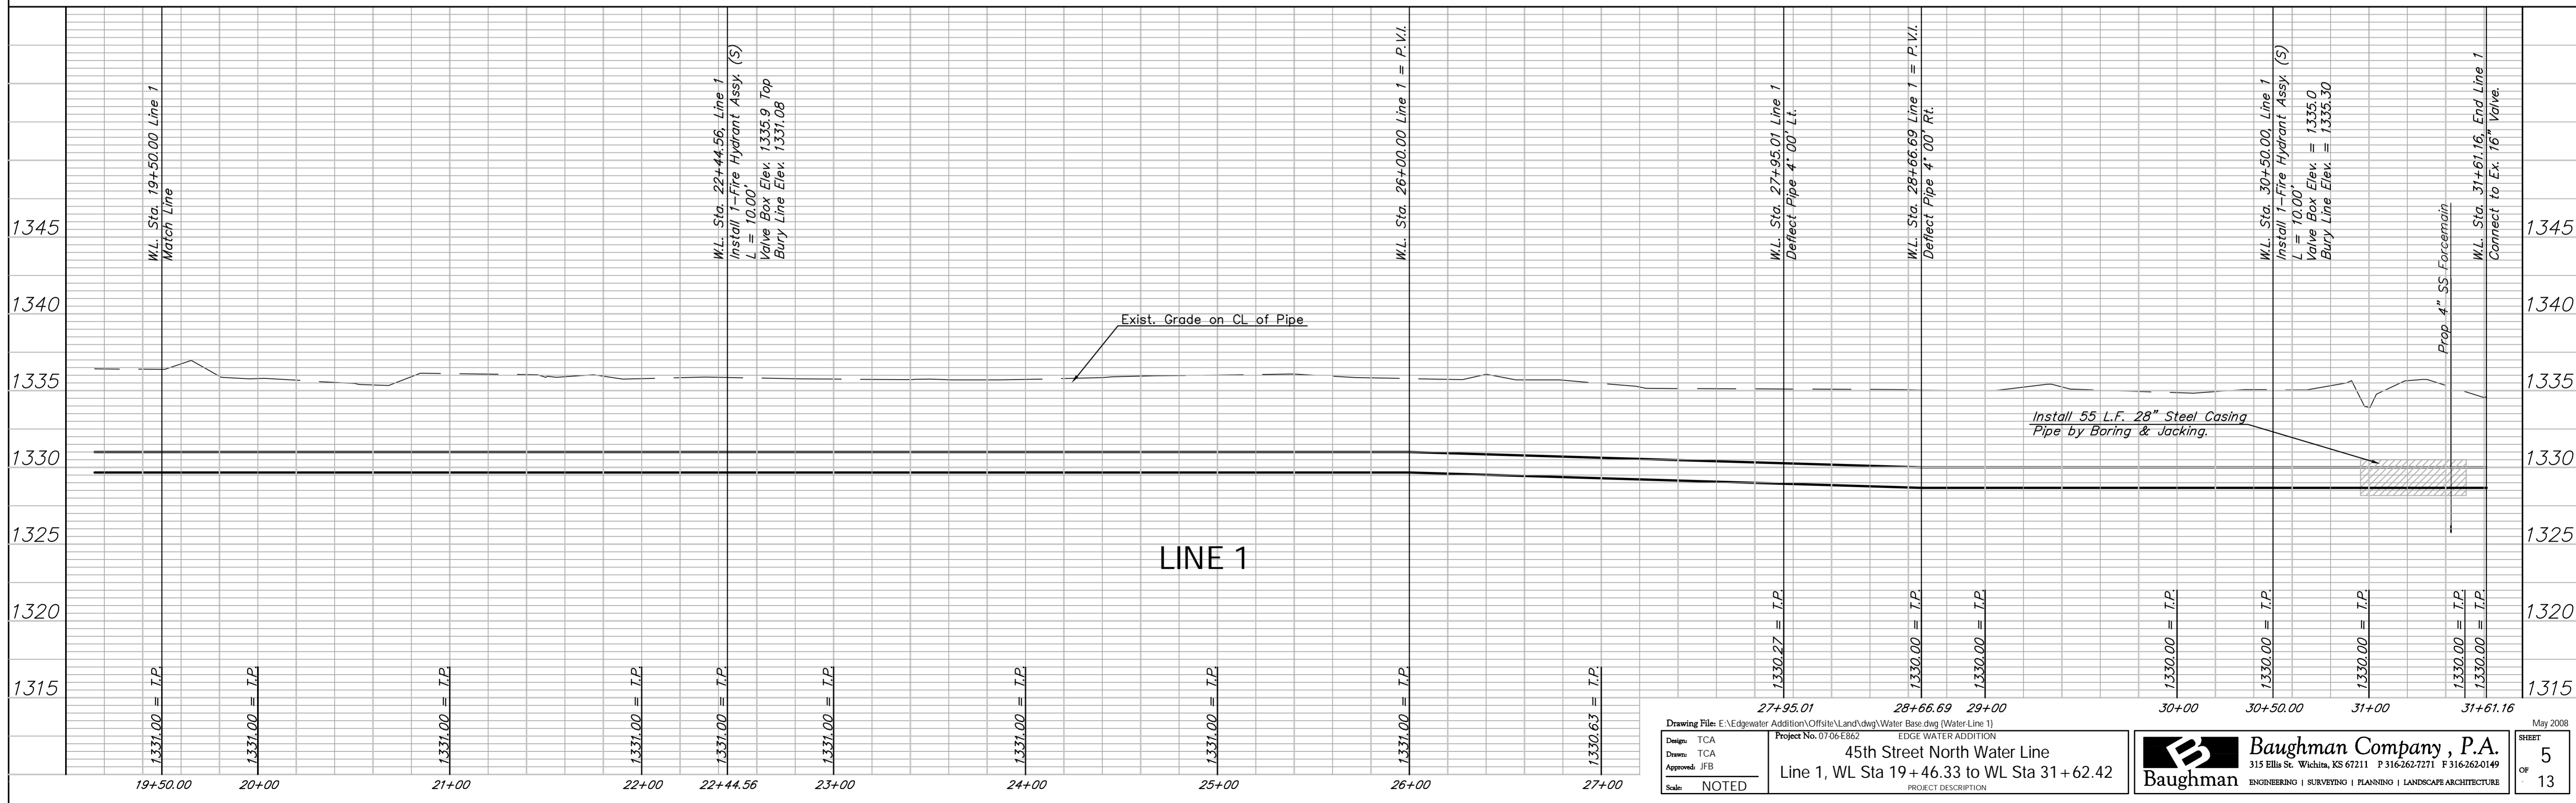 W.L. Sta. 19+50.00 Line 1
Match Line
W.L. Sta. 22+44.56, Line 1
Install 1-Fire Hydrant Assy. (S)
L = 10.00'
Valve Box Elev. 1335.9 Top
Bury Line Elev. 1331.08
W.L. Sta. 26+00.00 Line 1 = P.V.I.
W.L. Sta. 27+95.01 Line 1
Deflect Pipe 4° 00' Lt.
W.L. Sta. 28+66.69 Line 1 = P.V.I.
Deflect Pipe 4° 00' Rt.
W.L. Sta. 30+50.00, Line 1
Install 1-Fire Hydrant Assy. (S)
L = 10.00'
Valve Box Elev. = 1335.0
Bury Line Elev. = 1335.30
Prop 4" SS Forcemain
W.L. Sta. 31+61.16, End Line 1
Connect to Ex. 16" Valve.
1345
1340
1335
1330
1325
1320
1315
1345
1340
1335
1330
1325
1320
1315
Exist. Grade on CL of Pipe
Install 55 L.F. 28" Steel Casing
Pipe by Boring & Jacking.
LINE 1
1331.00 = T.P.
1331.00 = T.P.
1331.00 = T.P.
1331.00 = T.P.
1331.00 = T.P.
1331.00 = T.P.
1331.00 = T.P.
1331.00 = T.P.
1331.00 = T.P.
1330.63 = T.P.
1330.27 = T.P.
1330.00 = T.P.
1330.00 = T.P.
1330.00 = T.P.
1330.00 = T.P.
1330.00 = T.P.
1330.00 = T.P.
1330.00 = T.P.
19+50.00
20+00
21+00
22+00
22+44.56
23+00
24+00
25+00
26+00
27+00
27+95.01
28+66.69
29+00
30+00
30+50.00
31+00
31+61.16
Drawing File: E:\Edgewater Addition\Offsite\Land\dwg\Water Base.dwg (Water-Line 1)
May 2008
Design: TCA
Drawn: TCA
Approved: JFB
Scale: NOTED
Project No. 07-06-E862 EDGE WATER ADDITION
45th Street North Water Line
Line 1, WL Sta 19+46.33 to WL Sta 31+62.42
PROJECT DESCRIPTION
Baughman
Baughman Company, P.A.
315 Ellis St. Wichita, KS 67211 P 316-262-7271 F 316-262-0149
ENGINEERING | SURVEYING | PLANNING | LANDSCAPE ARCHITECTURE
SHEET
5
OF
13